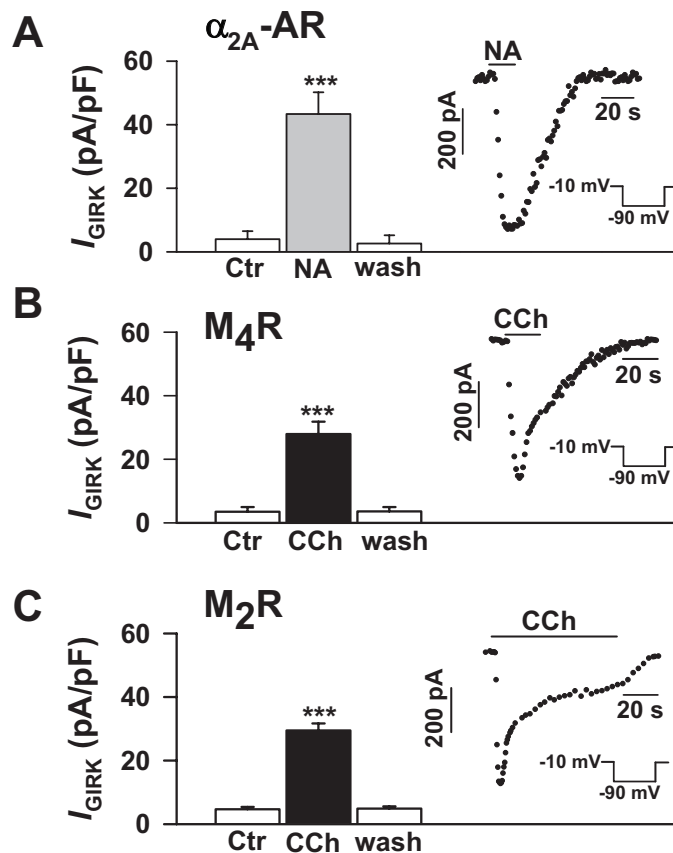 A
α2A-AR
IGIRK (pA/pF)
60
40
20
0
Ctr NA wash
***
NA
200 pA
20 s
-10 mV
-90 mV
B
M4R
IGIRK (pA/pF)
60
40
20
0
Ctr CCh wash
***
CCh
200 pA
20 s
-10 mV
-90 mV
C
M2R
IGIRK (pA/pF)
60
40
20
0
Ctr CCh wash
***
CCh
200 pA
20 s
-10 mV
-90 mV